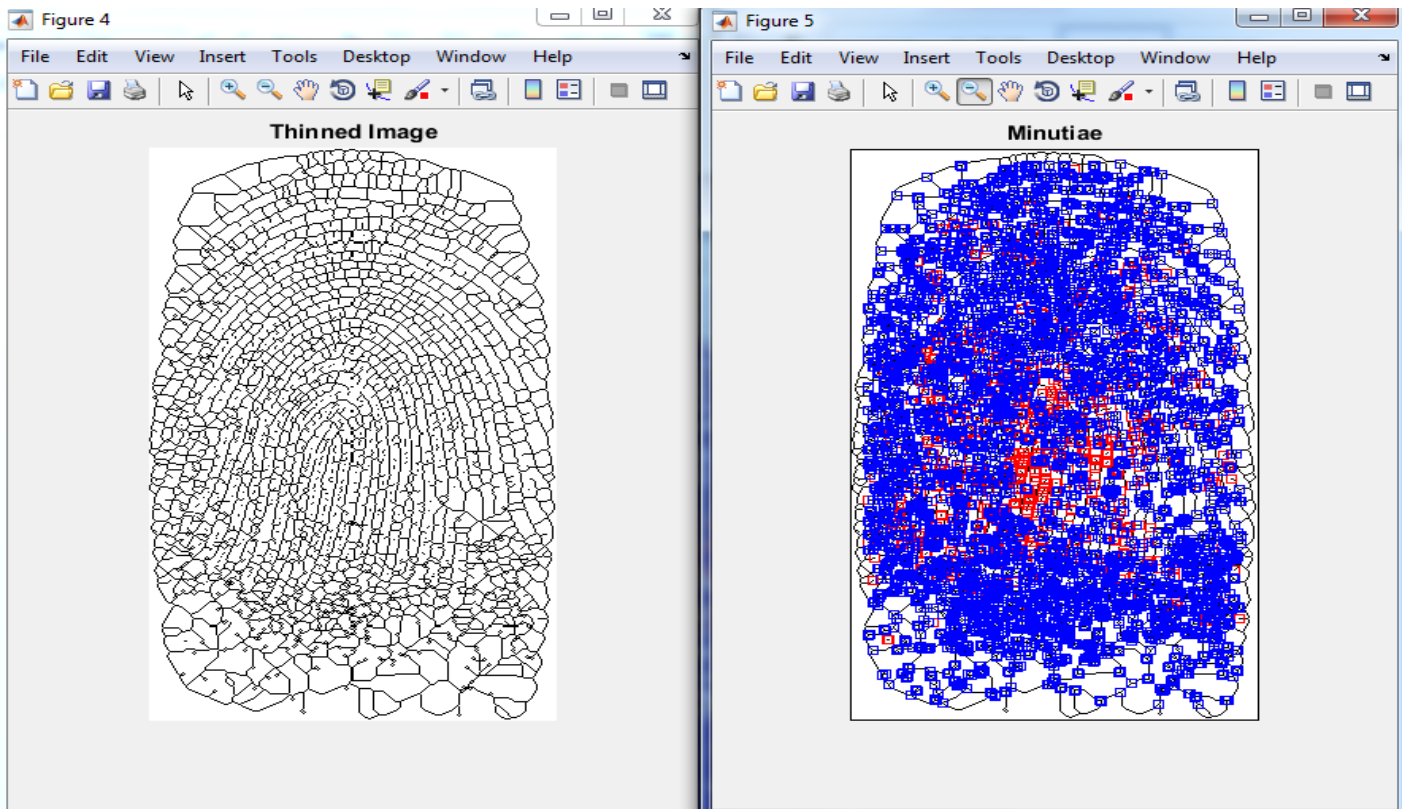 Figure 4
File Edit View Insert Tools Desktop Window Help
Thinned Image
Figure 5
File Edit View Insert Tools Desktop Window Help
Minutiae